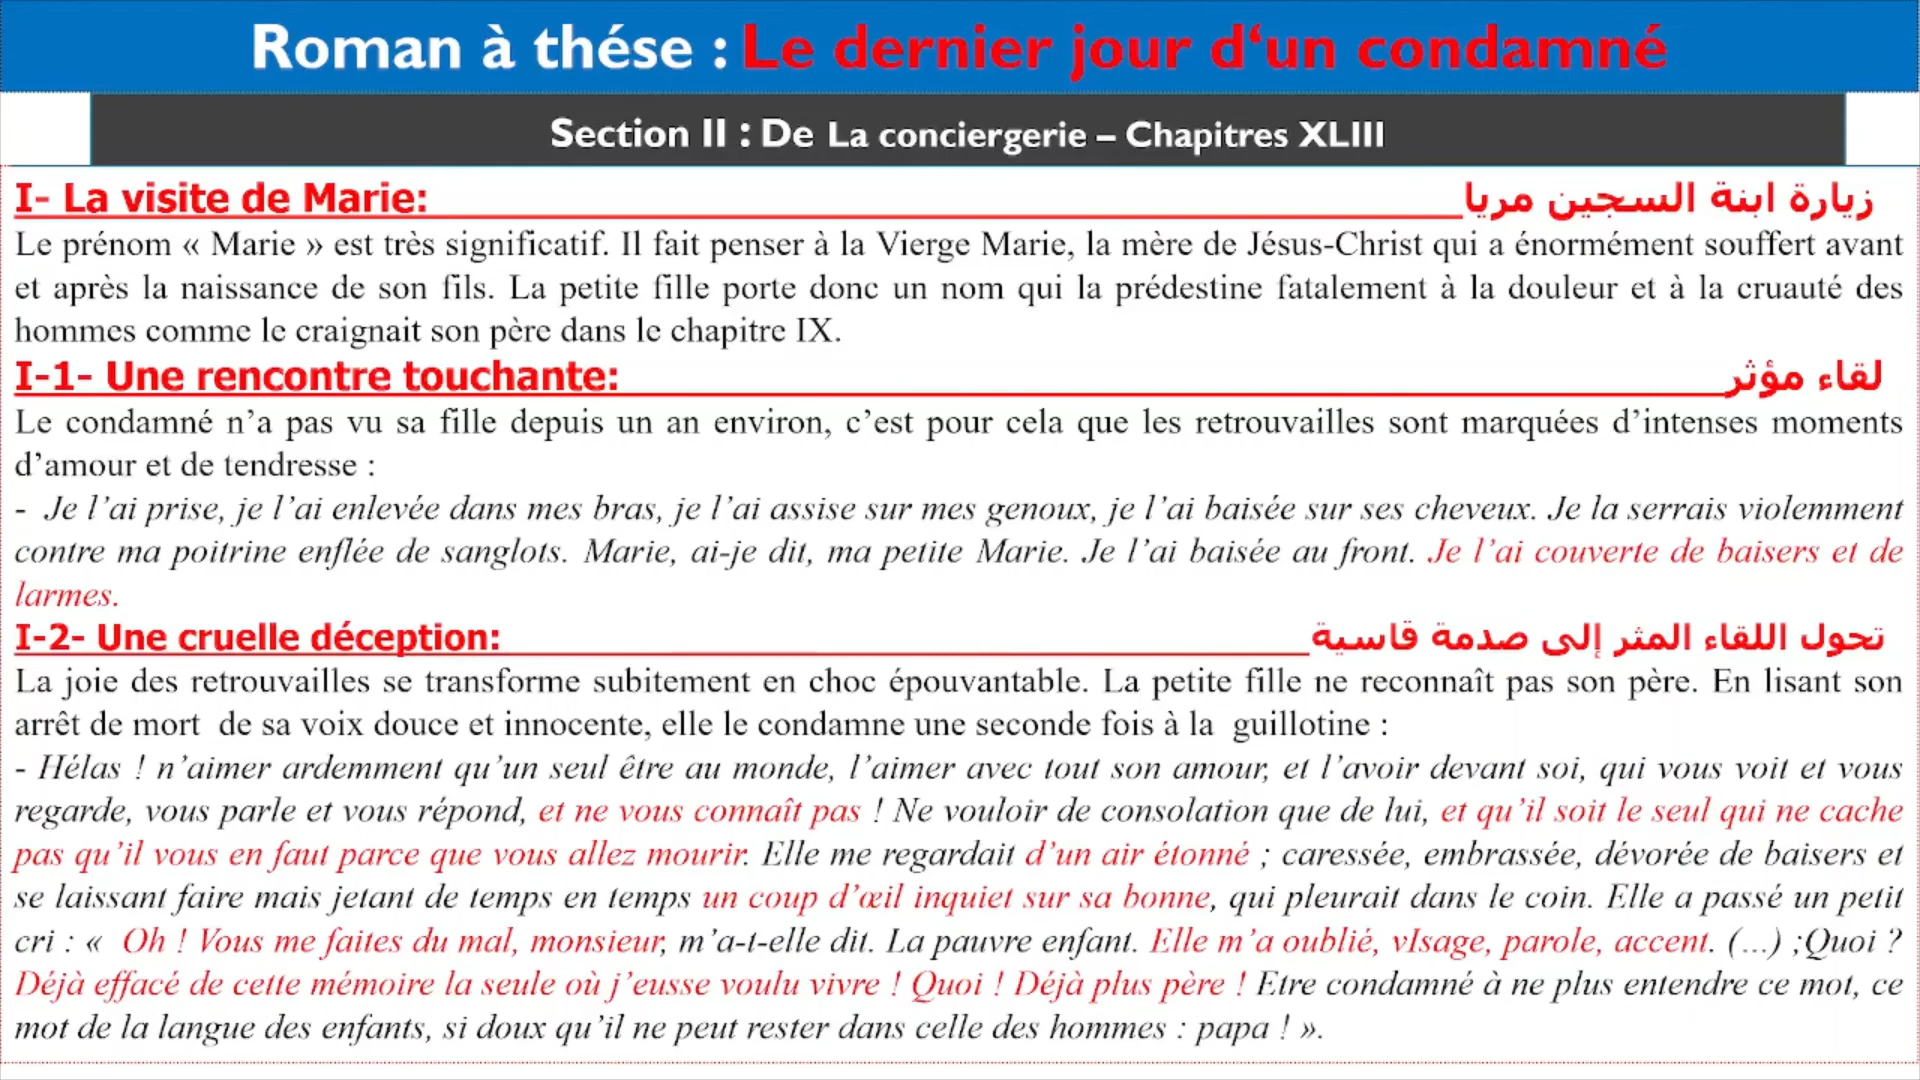 Roman à thése : Le dernier jour d‘un condamné
Section II : De La conciergerie – Chapitres XLIII
I- La visite de Marie: زيارة ابنة السجين مريا
Le prénom « Marie » est très significatif. Il fait penser à la Vierge Marie, la mère de Jésus-Christ qui a énormément souffert avant
et après la naissance de son fils. La petite fille porte donc un nom qui la prédestine fatalement à la douleur et à la cruauté des
hommes comme le craignait son père dans le chapitre IX.
I-1- Une rencontre touchante: لقاء مؤثر
Le condamné n’a pas vu sa fille depuis un an environ, c’est pour cela que les retrouvailles sont marquées d’intenses moments
d’amour et de tendresse :
- Je l’ai prise, je l’ai enlevée dans mes bras, je l’ai assise sur mes genoux, je l’ai baisée sur ses cheveux. Je la serrais violemment
contre ma poitrine enflée de sanglots. Marie, ai-je dit, ma petite Marie. Je l’ai baisée au front. Je l’ai couverte de baisers et de
larmes.
I-2- Une cruelle déception: تحول اللقاء المثر إلى صدمة قاسية
La joie des retrouvailles se transforme subitement en choc épouvantable. La petite fille ne reconnaît pas son père. En lisant son
arrêt de mort de sa voix douce et innocente, elle le condamne une seconde fois à la guillotine :
- Hélas ! n’aimer ardemment qu’un seul être au monde, l’aimer avec tout son amour, et l’avoir devant soi, qui vous voit et vous
regarde, vous parle et vous répond, et ne vous connaît pas ! Ne vouloir de consolation que de lui, et qu’il soit le seul qui ne cache
pas qu’il vous en faut parce que vous allez mourir. Elle me regardait d’un air étonné ; caressée, embrassée, dévorée de baisers et
se laissant faire mais jetant de temps en temps un coup d’œil inquiet sur sa bonne, qui pleurait dans le coin. Elle a passé un petit
cri : « Oh ! Vous me faites du mal, monsieur, m’a-t-elle dit. La pauvre enfant. Elle m’a oublié, vIsage, parole, accent. (…) ;Quoi ?
Déjà effacé de cette mémoire la seule où j’eusse voulu vivre ! Quoi ! Déjà plus père ! Etre condamné à ne plus entendre ce mot, ce
mot de la langue des enfants, si doux qu’il ne peut rester dans celle des hommes : papa ! ».